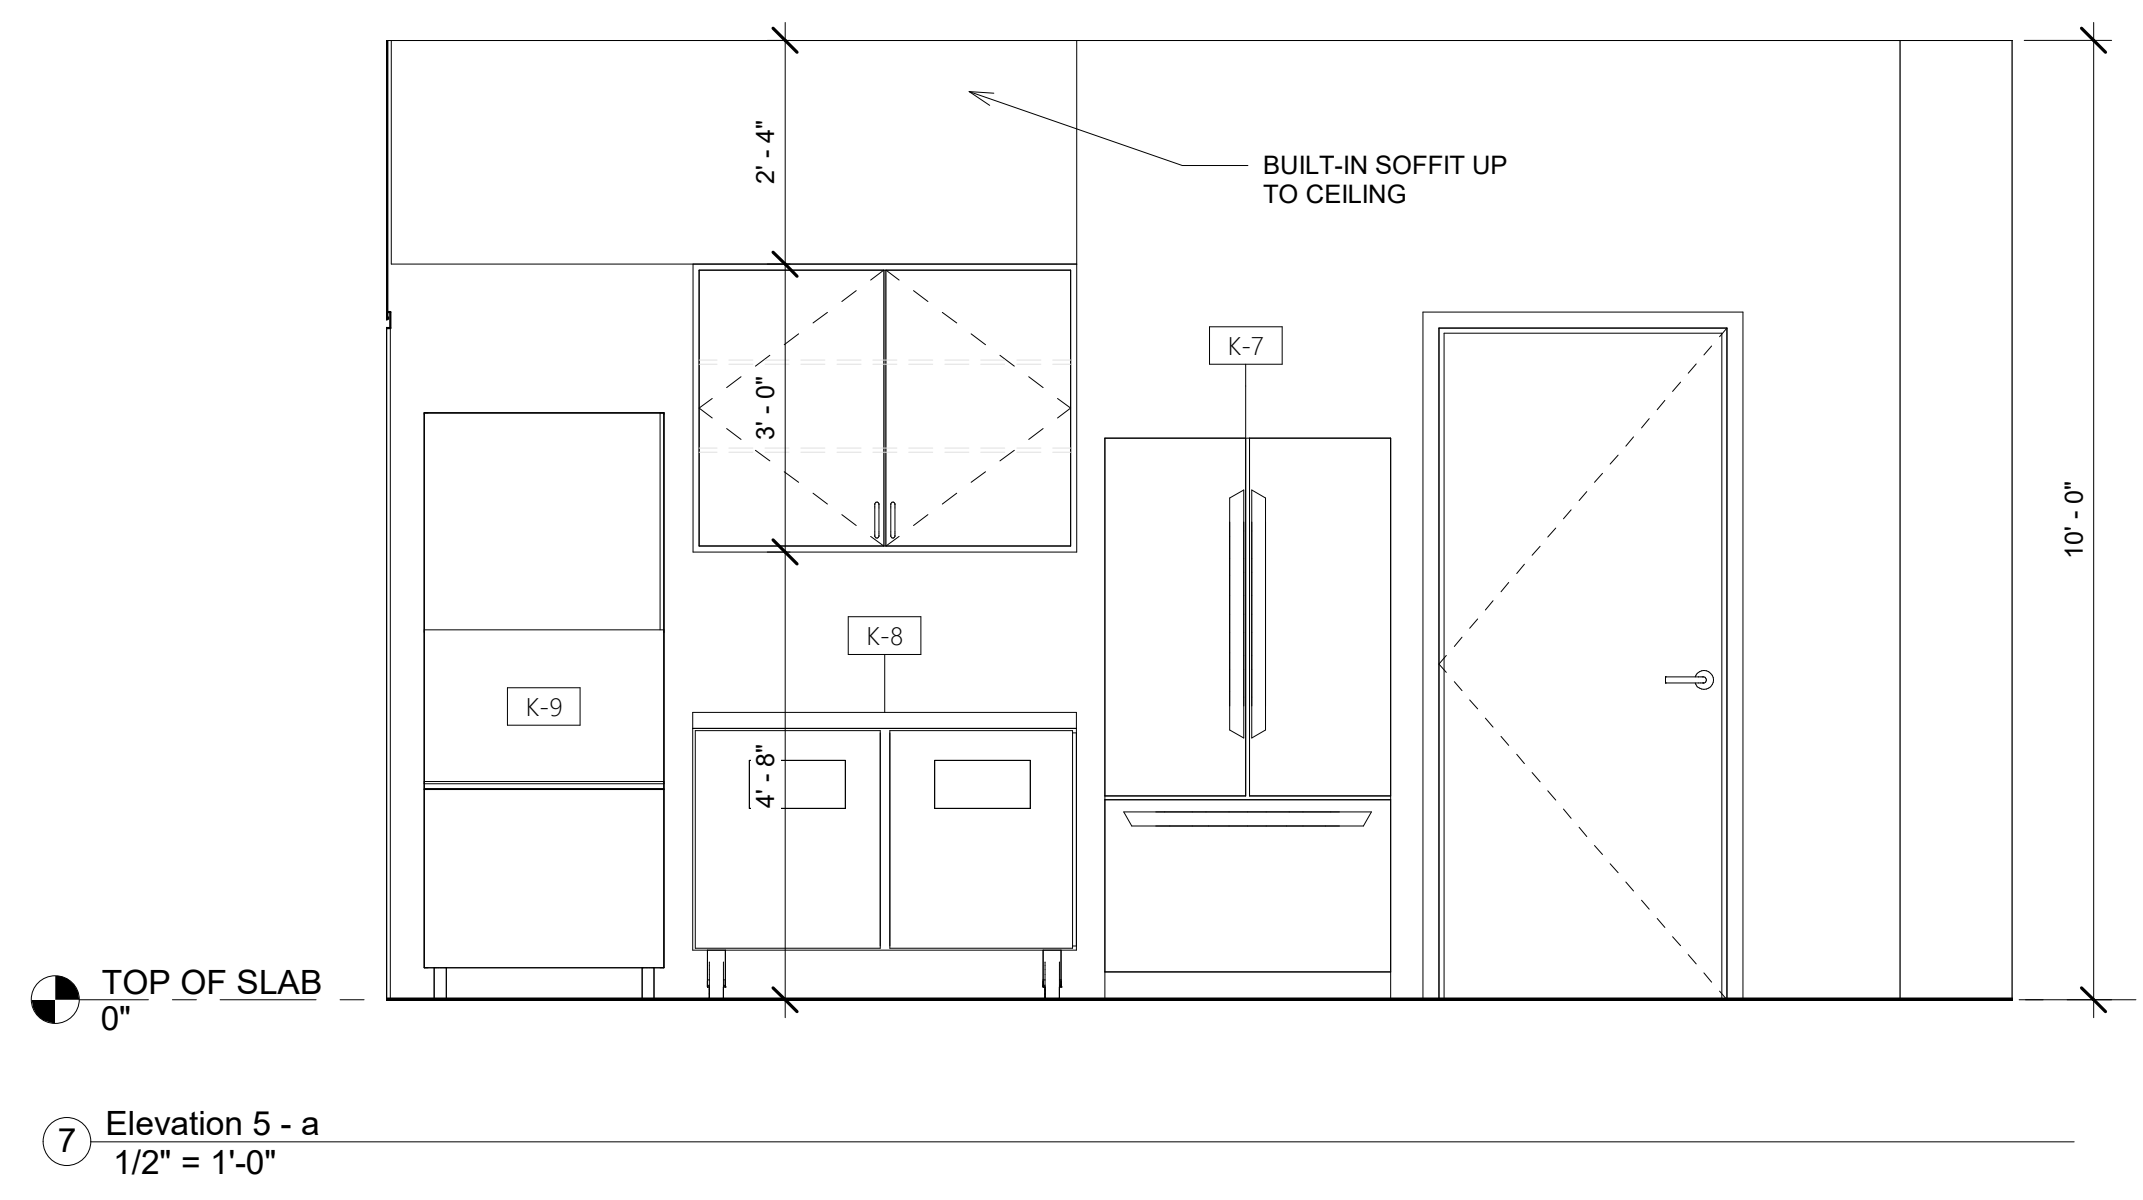 2' - 4"
BUILT-IN SOFFIT UP
TO CEILING
K-7
3' - 0"
10' - 0"
K-8
K-9
4' - 8"
TOP OF SLAB
0"
7
Elevation 5 - a
1/2" = 1'-0"